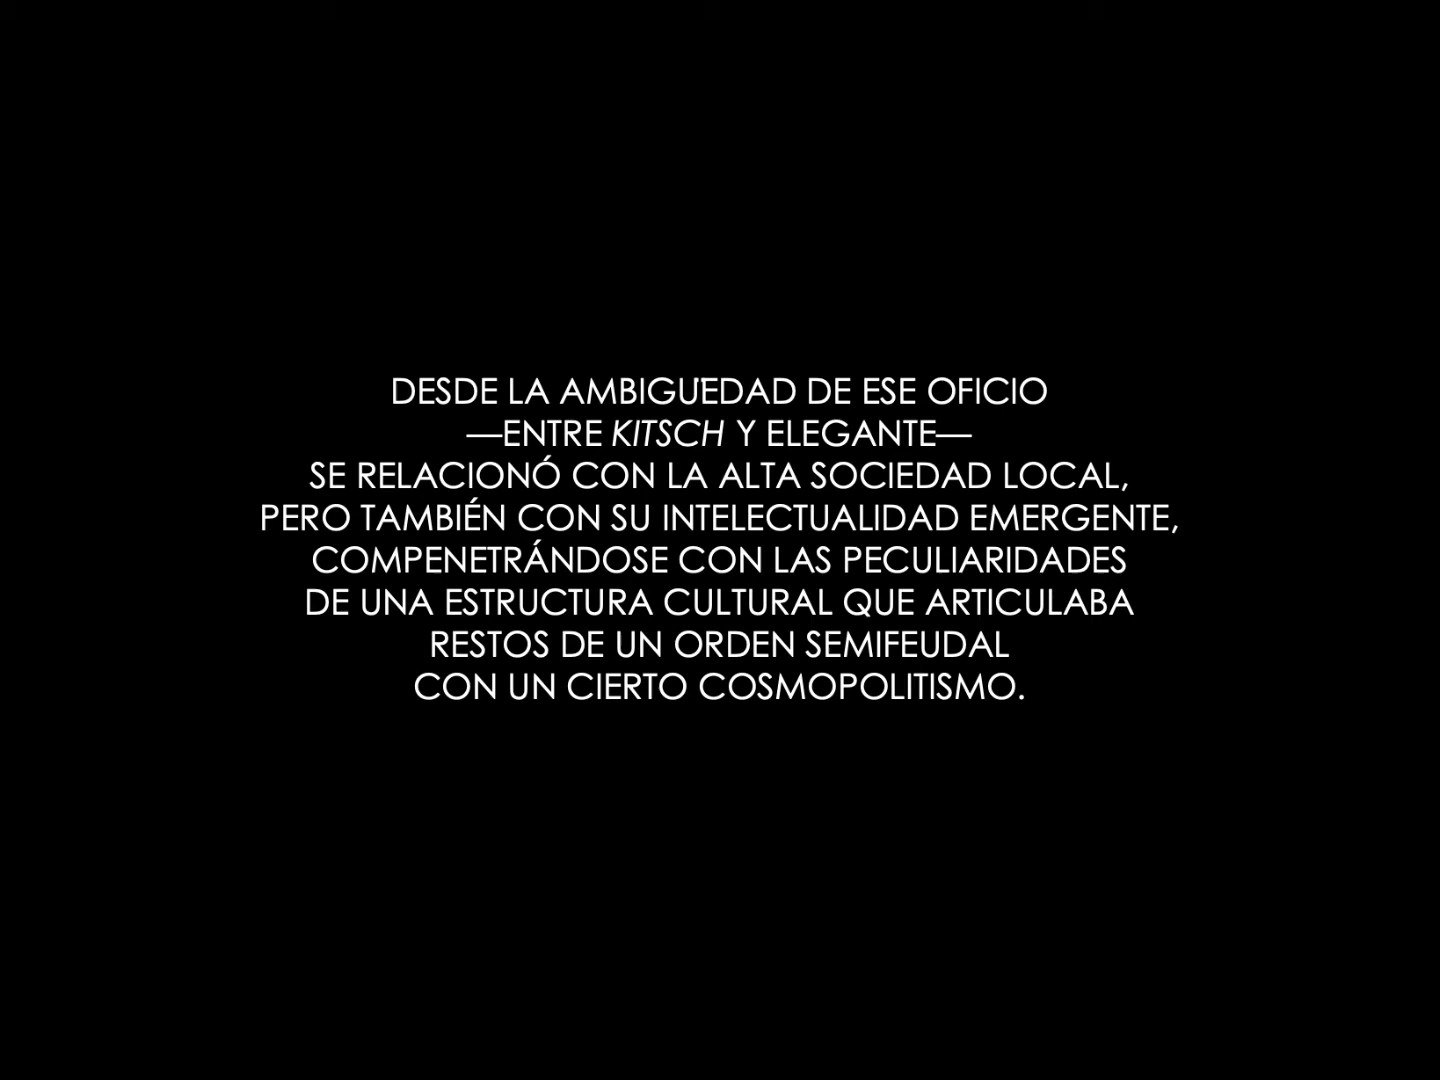 DESDE LA AMBIGÜEDAD DE ESE OFICIO
—ENTRE KITSCH Y ELEGANTE—
SE RELACIONÓ CON LA ALTA SOCIEDAD LOCAL,
PERO TAMBIÉN CON SU INTELECTUALIDAD EMERGENTE,
COMPENETRÁNDOSE CON LAS PECULIARIDADES
DE UNA ESTRUCTURA CULTURAL QUE ARTICULABA
RESTOS DE UN ORDEN SEMIFEUDAL
CON UN CIERTO COSMOPOLITISMO.